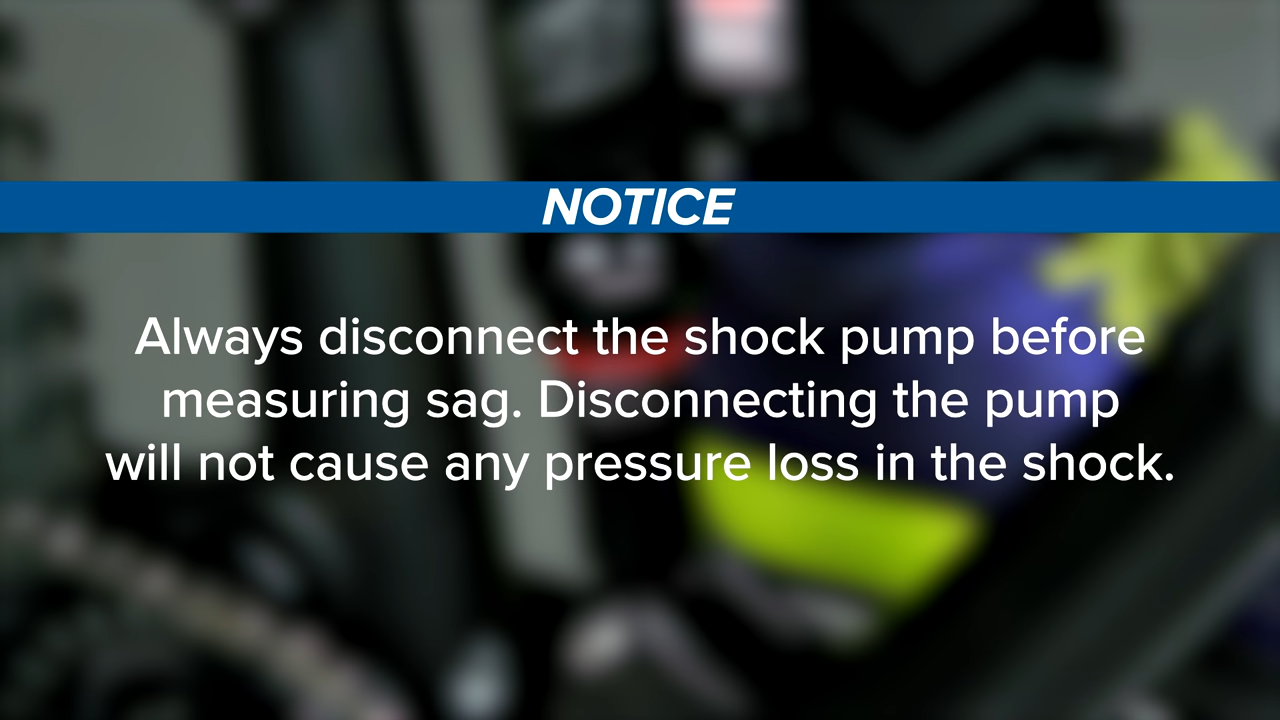 NOTICE
Always disconnect the shock pump before
measuring sag. Disconnecting the pump
will not cause any pressure loss in the shock.